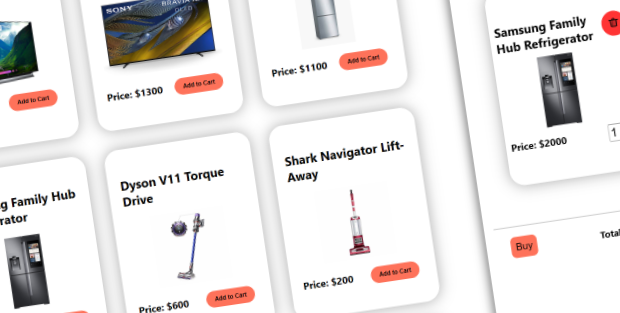 SONY
BRAVIA
Add to Cart
Price: $1300
Add to Cart
Price: $1100
Add to Cart
g Family Hub
rator
Dyson V11 Torque
Drive
Price: $600
Add to Cart
Shark Navigator Lift-
Away
Price: $200
Add to Cart
Samsung Family
Hub Refrigerator
Price: $2000
1
Buy
Total